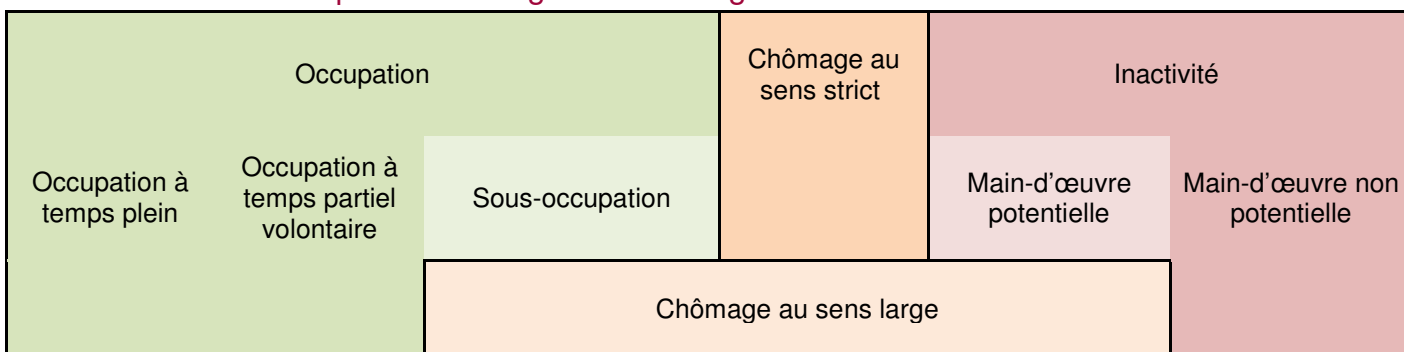 Occupation
Chômage au
sens strict
Inactivité
Occupation à
temps plein
Occupation à
temps partiel
volontaire
Sous-occupation
Main-d'œuvre
potentielle
Main-d'œuvre non
potentielle
Chômage au sens large